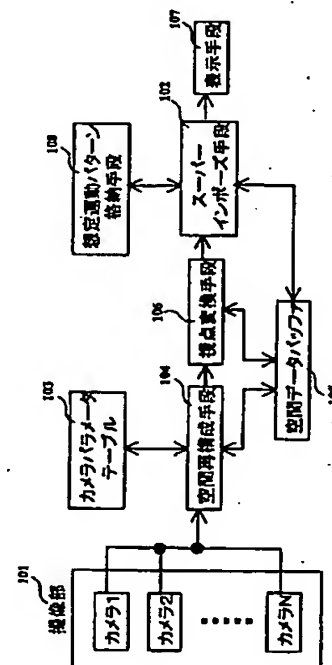 101
撮像部
カメラ1
カメラ2
カメラN
103
カメラパラメータ
テーブル
104
空間再構成手段
106
視点変換手段
空間データバッファ
108
想定運動パターン
格納手段
102
スーパー
インポーズ手段
107
表示手段